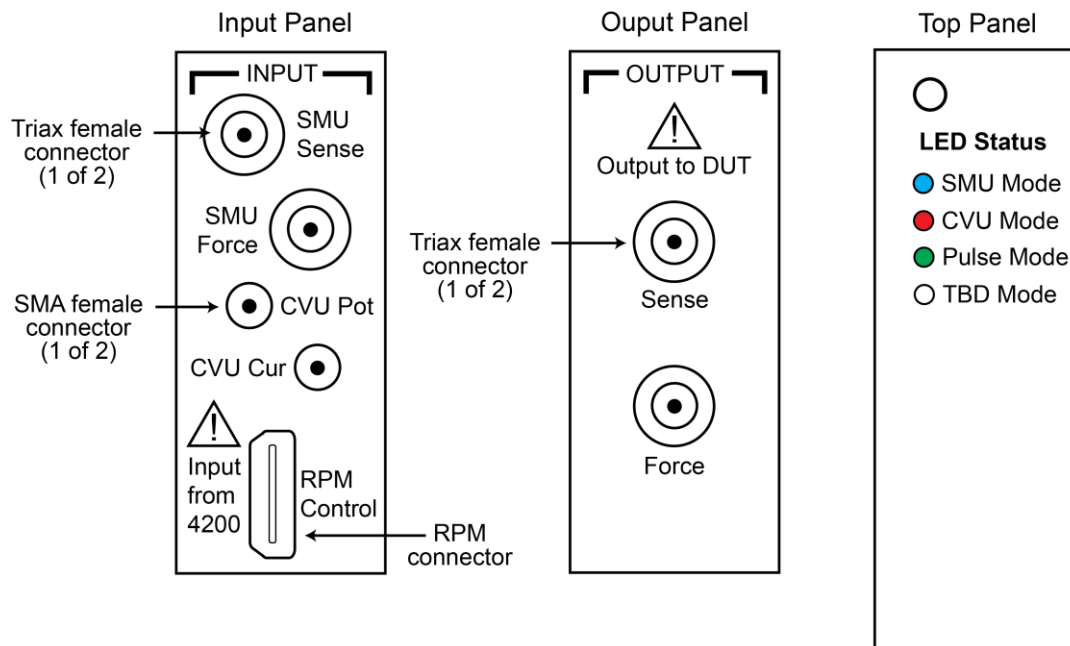 Input Panel
INPUT
Triax female
connector
(1 of 2)
SMU
Sense
SMU
Force
SMA female
connector
(1 of 2)
CVU Pot
CVU Cur
Input
from
4200
RPM
Control
RPM
connector
Ouput Panel
OUTPUT
Output to DUT
Triax female
connector
(1 of 2)
Sense
Force
Top Panel
LED Status
SMU Mode
CVU Mode
Pulse Mode
TBD Mode